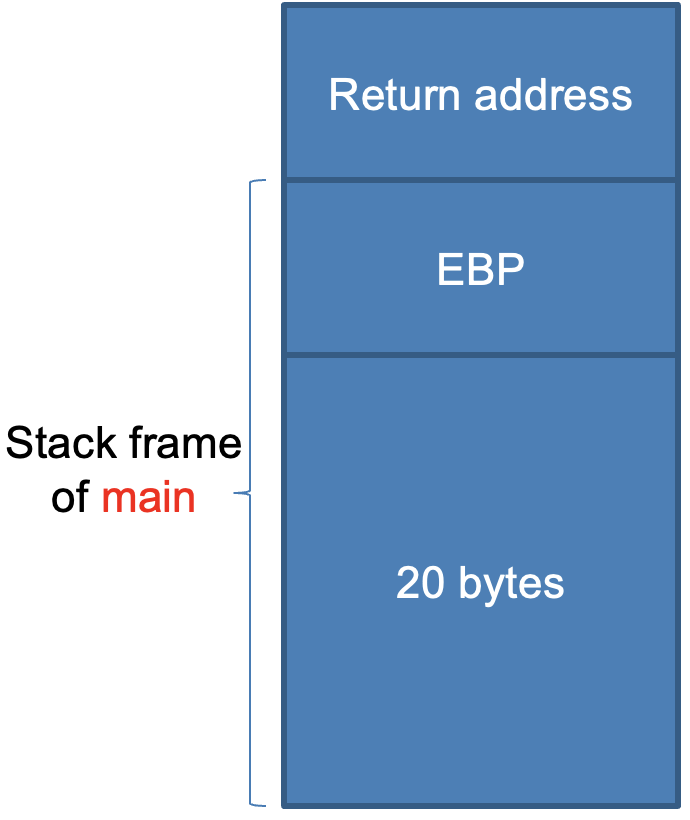 Return address
EBP
Stack frame
of main
20 bytes